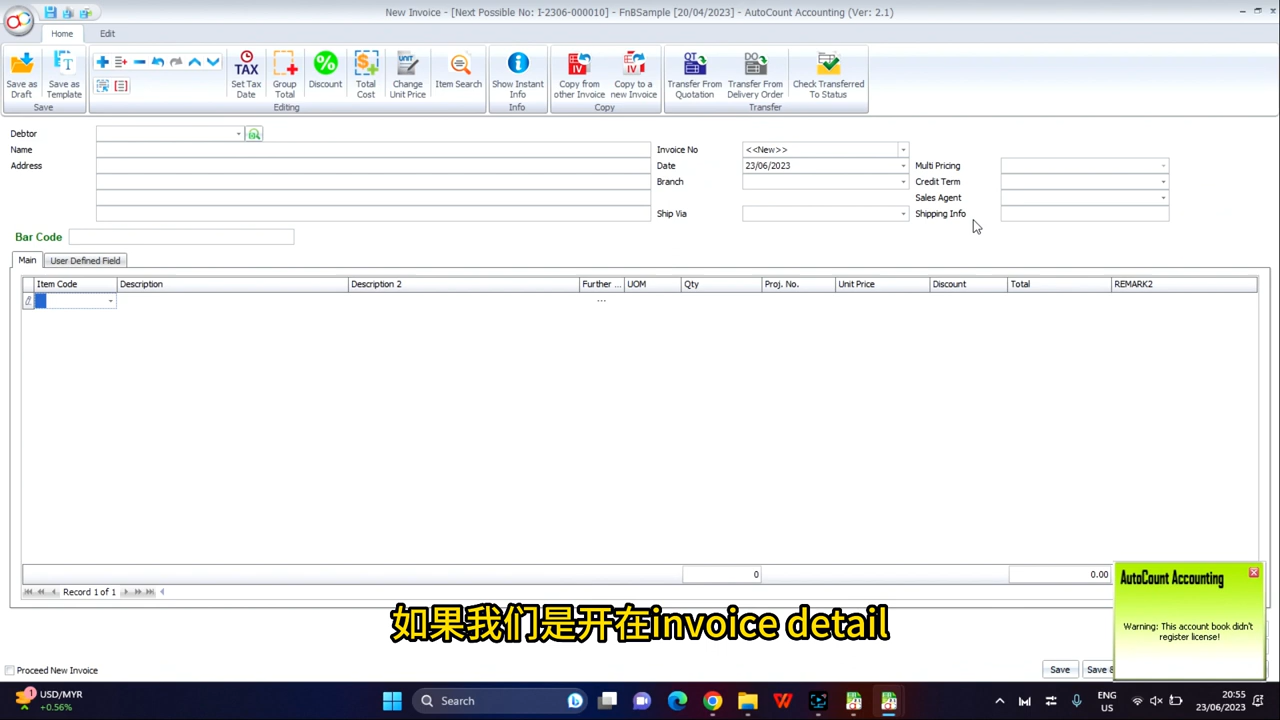 New Invoice - [Next Possible No: I-2306-000010] - FnBSample [20/04/2023] - AutoCount Accounting (Ver: 2.1)
Home Edit
Save as Draft
Save as Template
Set Tax Date
Group Total
Discount
Total Cost
Change Unit Price
Item Search
Show Instant Info
Copy from other Invoice
Copy to a new Invoice
Transfer From Quotation
Transfer From Delivery Order
Check Transferred To Status
Save Editing Info Copy Transfer
Debtor
Name Invoice No <<New>>
Address Date 23/06/2023 Multi Pricing
Branch Credit Term
Sales Agent
Ship Via Shipping Info
Bar Code
Main User Defined Field
Item Code Description Description 2 Further ... UOM Qty Proj. No. Unit Price Discount Total REMARK2
...
0 0.00
Record 1 of 1
AutoCount Accounting
Warning: This account book didn't
register license!
如果我们是开在invoice detail
Proceed New Invoice Save Save &
USD/MYR
+0.56%
1
Search
ENG
US
20:55
23/06/2023